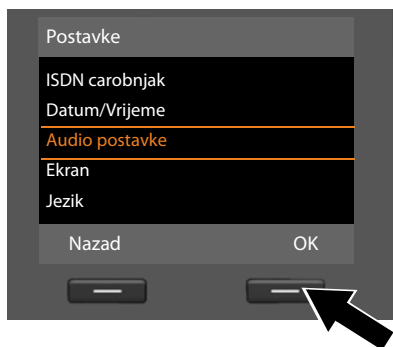 Postavke
ISDN carobnjak
Datum/Vrijeme
Audio postavke
Ekran
Jezik
Nazad OK